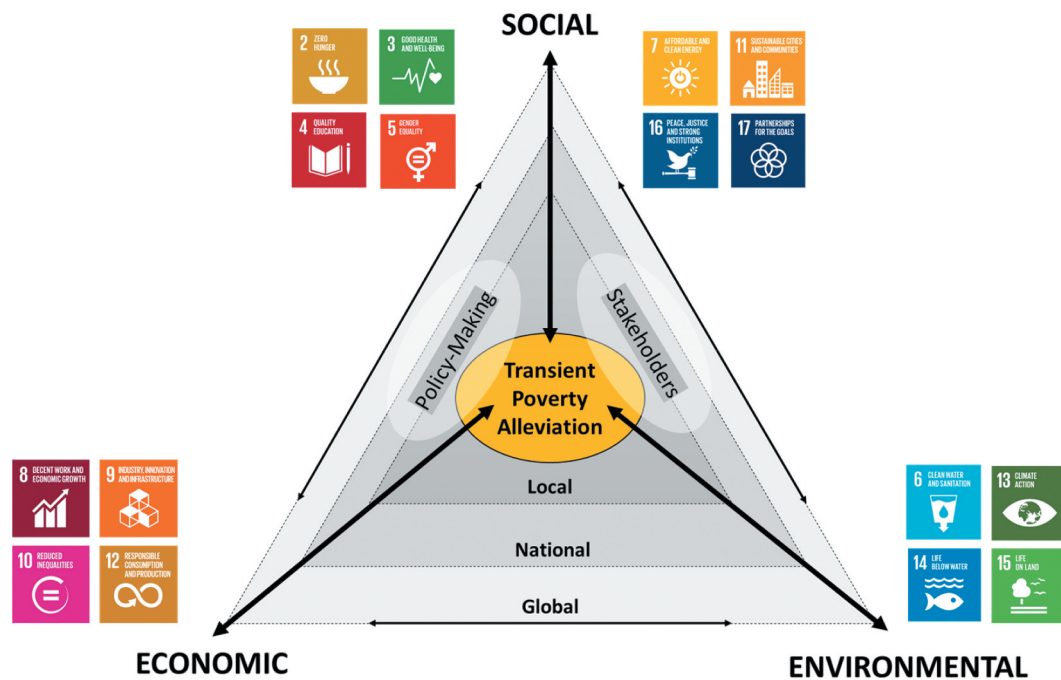 SOCIAL
2 ZERO
HUNGER
3 GOOD HEALTH
AND WELL-BEING
4 QUALITY
EDUCATION
5 GENDER
EQUALITY
7 AFFORDABLE AND
CLEAN ENERGY
11 SUSTAINABLE CITIES
AND COMMUNITIES
16 PEACE, JUSTICE
AND STRONG
INSTITUTIONS
17 PARTNERSHIPS
FOR THE GOALS
Policy-Making
Stakeholders
Transient
Poverty
Alleviation
Local
National
Global
8 DECENT WORK AND
ECONOMIC GROWTH
9 INDUSTRY, INNOVATION
AND INFRASTRUCTURE
10 REDUCED
INEQUALITIES
12 RESPONSIBLE
CONSUMPTION
AND PRODUCTION
6 CLEAN WATER
AND SANITATION
13 CLIMATE
ACTION
14 LIFE
BELOW WATER
15 LIFE
ON LAND
ECONOMIC
ENVIRONMENTAL